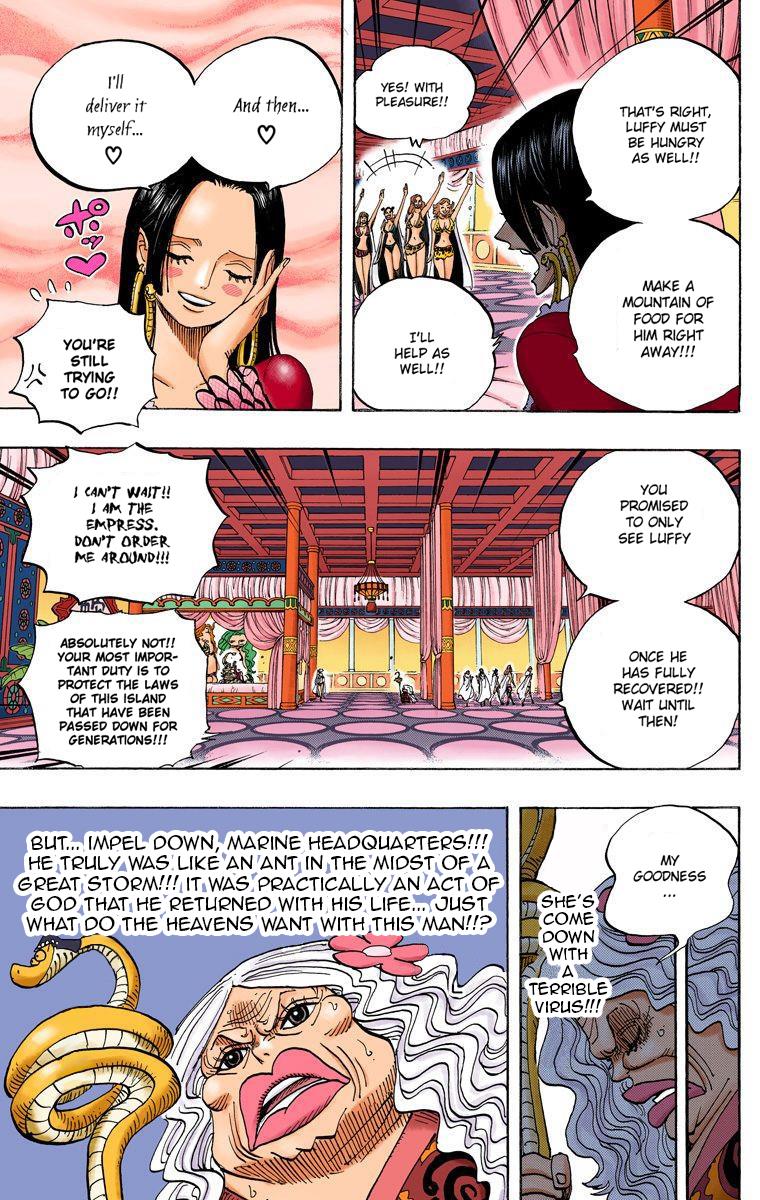 THAT'S RIGHT,
LUFFY MUST
BE HUNGRY
AS WELL!!
MAKE A
MOUNTAIN OF
FOOD FOR
HIM RIGHT
AWAY!!!
YES! WITH
PLEASURE!!
I'LL
HELP AS
WELL!!
And then...
♡
I'll
deliver it
myself...
♡
ポッ♥
YOU'RE
STILL
TRYING
TO GO!!
YOU
PROMISED
TO ONLY
SEE LUFFY
ONCE HE
HAS FULLY
RECOVERED!!
WAIT UNTIL
THEN!
I CAN'T WAIT!!
I AM THE
EMPRESS.
DON'T ORDER
ME AROUND!!!
ABSOLUTELY NOT!!
YOUR MOST IMPOR-
TANT DUTY IS TO
PROTECT THE LAWS
OF THIS ISLAND
THAT HAVE BEEN
PASSED DOWN FOR
GENERATIONS!!!
MY
GOODNESS
...
SHE'S
COME
DOWN
WITH
A
TERRIBLE
VIRUS!!!
BUT... IMPEL DOWN, MARINE HEADQUARTERS!!!
HE TRULY WAS LIKE AN ANT IN THE MIDST OF A
GREAT STORM!!! IT WAS PRACTICALLY AN ACT OF
GOD THAT HE RETURNED WITH HIS LIFE... JUST
WHAT DO THE HEAVENS WANT WITH THIS MAN!!?